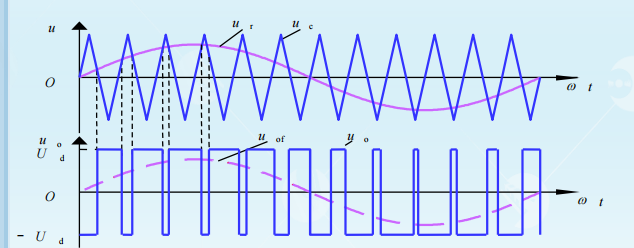 u
u r
u c
O
ω t
u o
U d
u of
u o
O
ω t
- U d